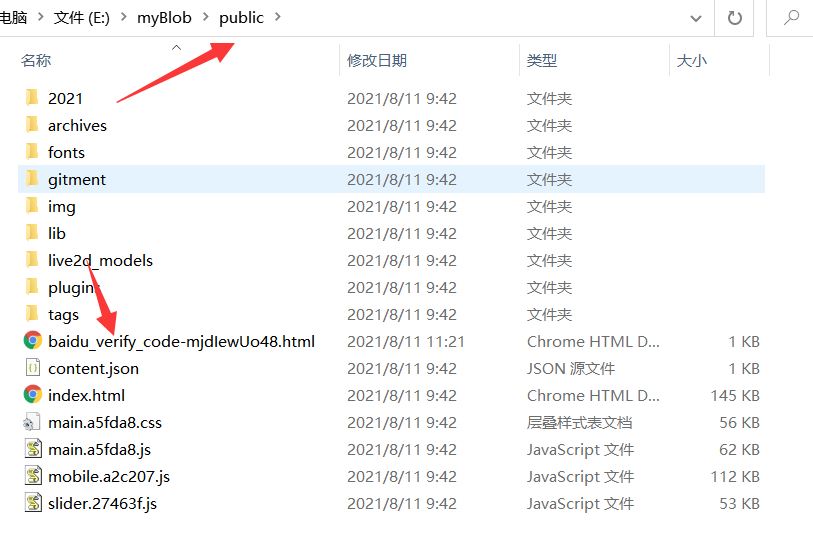 电脑 > 文件 (E:) > myBlob > public >
名称 修改日期 类型 大小
2021 2021/8/11 9:42 文件夹
archives 2021/8/11 9:42 文件夹
fonts 2021/8/11 9:42 文件夹
gitment 2021/8/11 9:42 文件夹
img 2021/8/11 9:42 文件夹
lib 2021/8/11 9:42 文件夹
live2d_models 2021/8/11 9:42 文件夹
plugins 2021/8/11 9:42 文件夹
tags 2021/8/11 9:42 文件夹
baidu_verify_code-mjdIewUo48.html 2021/8/11 11:21 Chrome HTML D... 1 KB
content.json 2021/8/11 9:42 JSON 源文件 1 KB
index.html 2021/8/11 9:42 Chrome HTML D... 145 KB
main.a5fda8.css 2021/8/11 9:42 层叠样式表文档 56 KB
main.a5fda8.js 2021/8/11 9:42 JavaScript 文件 62 KB
mobile.a2c207.js 2021/8/11 9:42 JavaScript 文件 112 KB
slider.27463f.js 2021/8/11 9:42 JavaScript 文件 53 KB